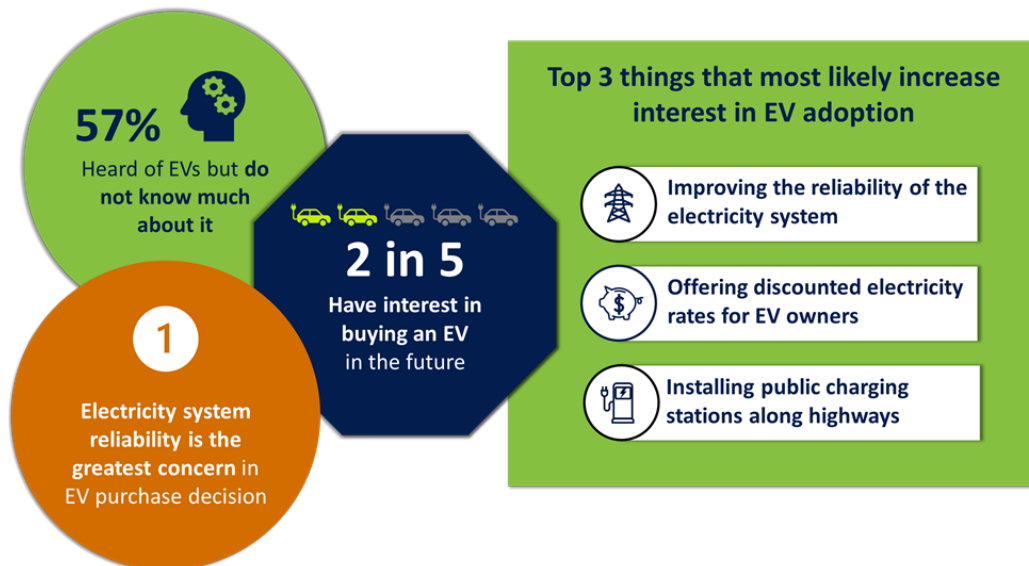 57%
Heard of EVs but do
not know much
about it
2 in 5
Have interest in
buying an EV
in the future
1
Electricity system
reliability is the
greatest concern in
EV purchase decision
Top 3 things that most likely increase
interest in EV adoption
Improving the reliability of the
electricity system
$
Offering discounted electricity
rates for EV owners
Installing public charging
stations along highways